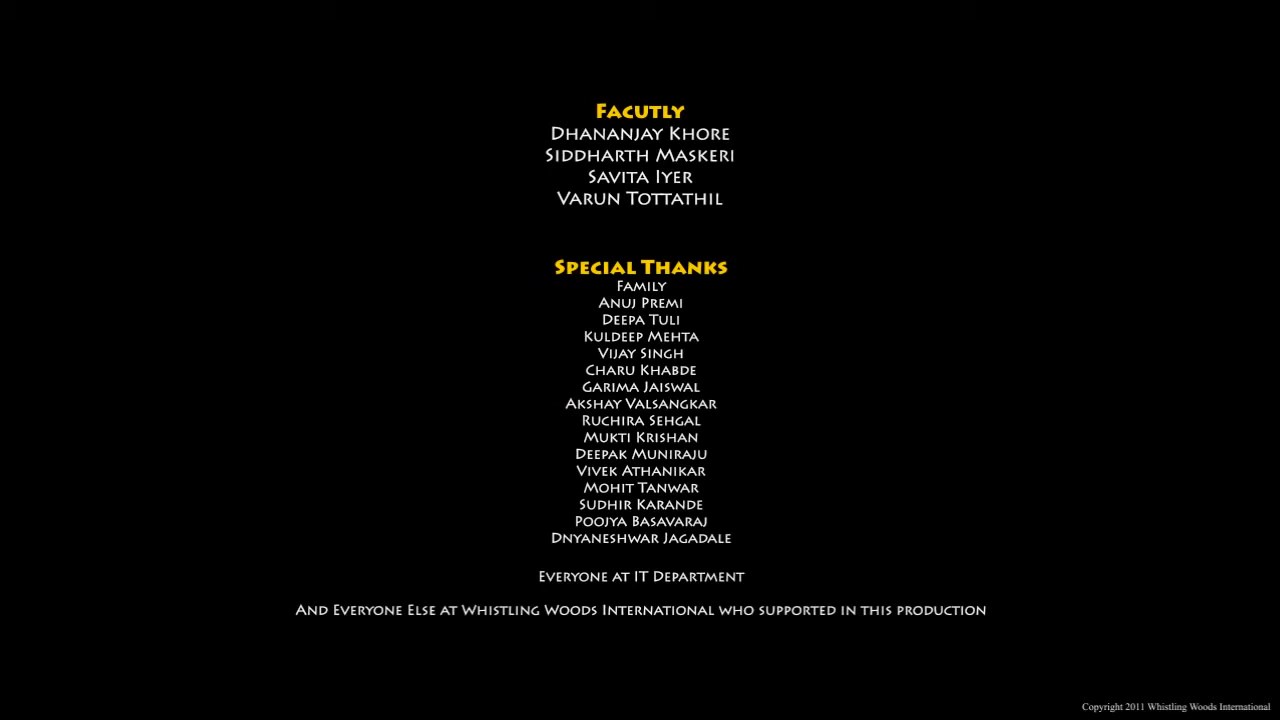 Facutly
Dhananjay Khore
Siddharth Maskeri
Savita Iyer
Varun Tottathil
Special Thanks
Family
Anuj Premi
Deepa Tuli
Kuldeep Mehta
Vijay Singh
Charu Khabde
Garima Jaiswal
Akshay Valsangkar
Ruchira Sehgal
Mukti Krishan
Deepak Muniraju
Vivek Athanikar
Mohit Tanwar
Sudhir Karande
Poojya Basavaraj
Dnyaneshwar Jagadale
Everyone at IT Department
And Everyone Else at Whistling Woods International who supported in this production
Copyright 2011 Whistling Woods International